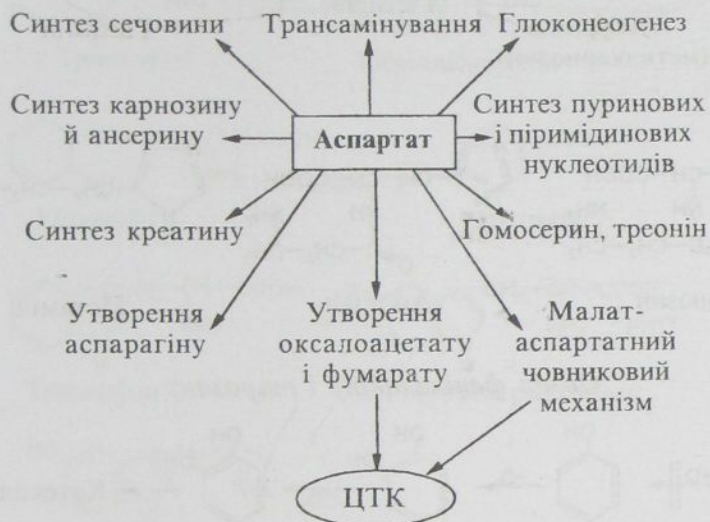 Синтез сечовини
Трансамінування
Глюконеогенез
Синтез карнозину
й ансерину
Аспартат
Синтез пуринових
і піримідинових
нуклеотидів
Синтез креатину
Гомосерин, треонін
Утворення
аспарагіну
Утворення
оксалоацетату
і фумарату
Малат-
аспартатний
човниковий
механізм
ЦТК